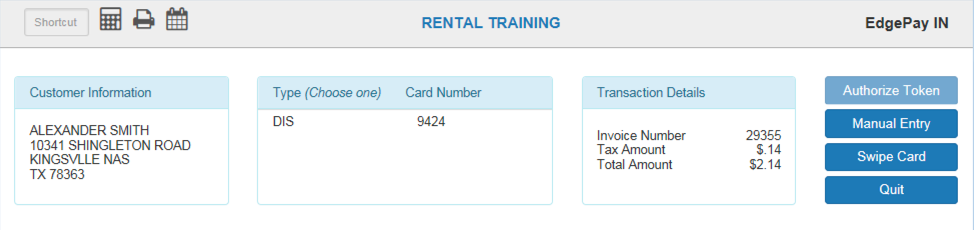 Shortcut
RENTAL TRAINING
EdgePay IN
Customer Information
ALEXANDER SMITH
10341 SHINGLETON ROAD
KINGSVLLE NAS
TX 78363
Type (Choose one) Card Number
DIS 9424
Transaction Details
Invoice Number 29355
Tax Amount $.14
Total Amount $2.14
Authorize Token
Manual Entry
Swipe Card
Quit